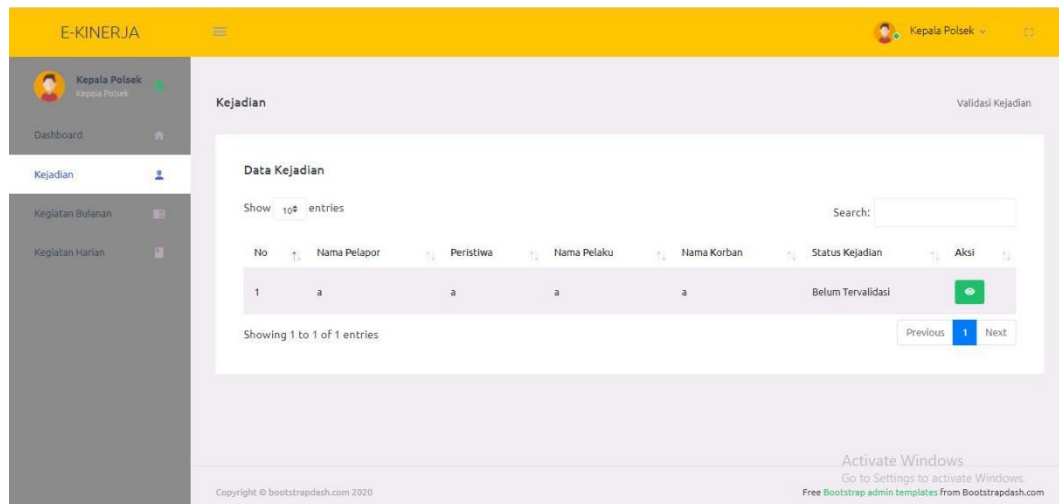 E-KINERJA
Kepala Polsek
Kepala Polsek
Kepala Polsek
Dashboard
Kejadian
Kegiatan Bulanan
Kegiatan Harian
Kejadian
Validasi Kejadian
Data Kejadian
Show 10 entries
Search:
No Nama Pelapor Peristiwa Nama Pelaku Nama Korban Status Kejadian Aksi
1 a a a a Belum Tervalidasi
Showing 1 to 1 of 1 entries
Previous 1 Next
Activate Windows
Go to Settings to activate Windows.
Copyright © bootstrapdash.com 2020
Free Bootstrap admin templates from Bootstrapdash.com